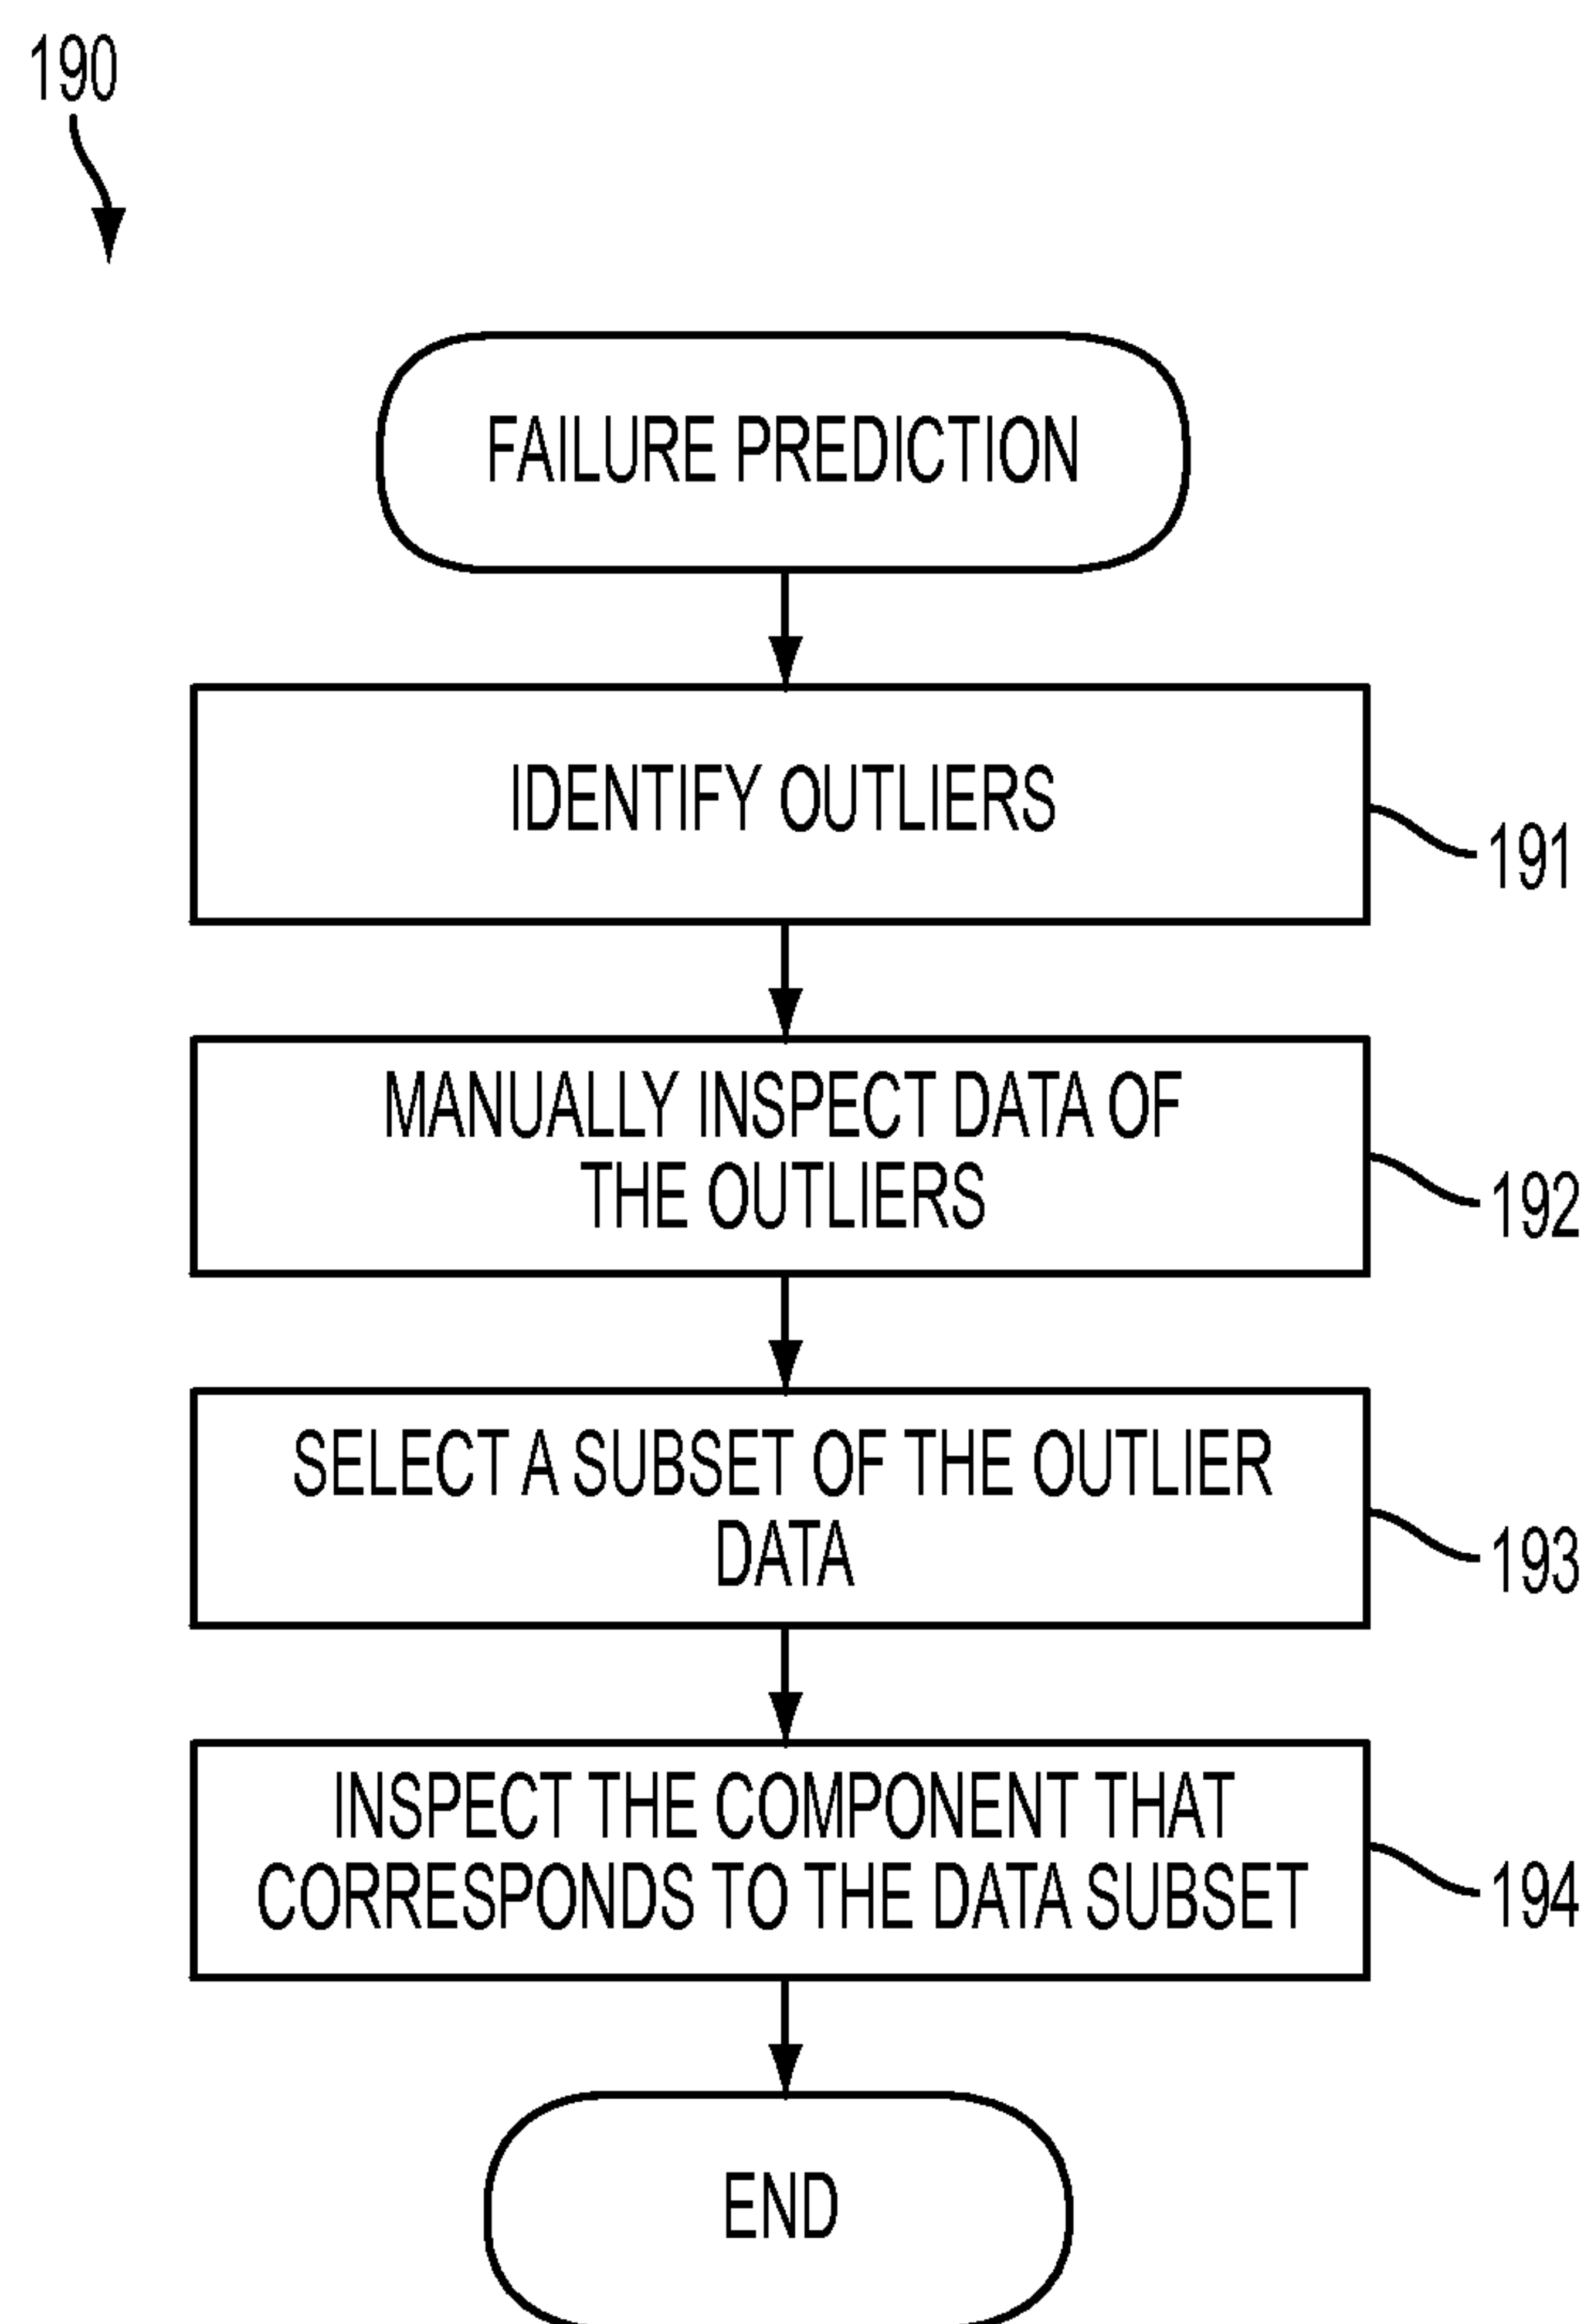 190
FAILURE PREDICTION
IDENTIFY OUTLIERS
191
MANUALLY INSPECT DATA OF
THE OUTLIERS
192
SELECT A SUBSET OF THE OUTLIER
DATA
193
INSPECT THE COMPONENT THAT
CORRESPONDS TO THE DATA SUBSET
194
END